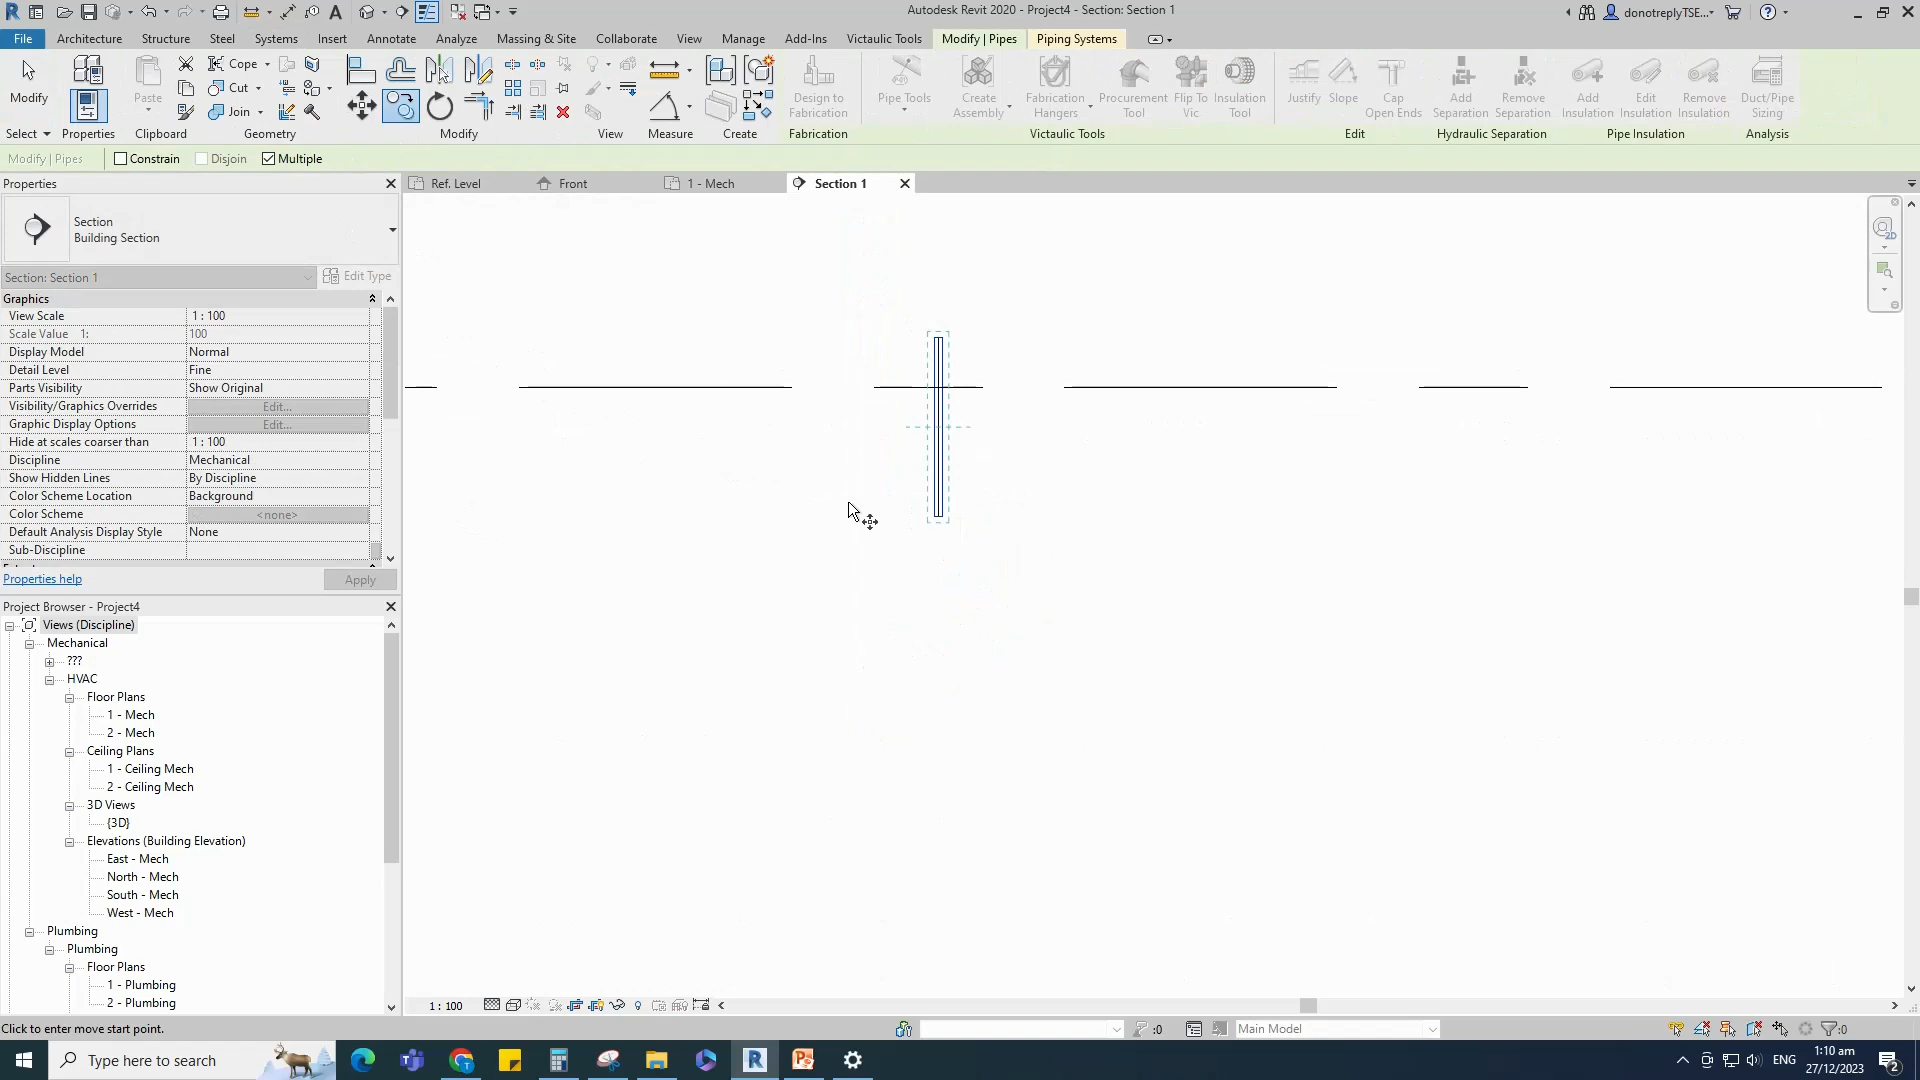 Autodesk Revit 2020 - Project4 - Section: Section 1
donotreplyTSE...
File Architecture Structure Steel Systems Insert Annotate Analyze Massing & Site Collaborate View Manage Add-Ins Victaulic Tools Modify | Pipes Piping Systems
Modify
Paste
Cope
Cut
Join
Design to
Fabrication
Pipe Tools
Create
Assembly
Fabrication
Hangers
Procurement
Tool
Flip To
Vic
Insulation
Tool
Justify
Slope
Cap
Open Ends
Add
Separation
Remove
Separation
Add
Insulation
Edit
Insulation
Remove
Insulation
Duct/Pipe
Sizing
Select Properties Clipboard Geometry Modify View Measure Create Fabrication Victaulic Tools Edit Hydraulic Separation Pipe Insulation Analysis
Modify | Pipes Constrain Disjoin Multiple
Properties
Ref. Level Front 1 - Mech Section 1
Section
Building Section
Section: Section 1 Edit Type
Graphics
View Scale 1 : 100
Scale Value 1: 100
Display Model Normal
Detail Level Fine
Parts Visibility Show Original
Visibility/Graphics Overrides Edit...
Graphic Display Options Edit...
Hide at scales coarser than 1 : 100
Discipline Mechanical
Show Hidden Lines By Discipline
Color Scheme Location Background
Color Scheme <none>
Default Analysis Display Style None
Sub-Discipline
Properties help Apply
Project Browser - Project4
Views (Discipline)
Mechanical
???
HVAC
Floor Plans
1 - Mech
2 - Mech
Ceiling Plans
1 - Ceiling Mech
2 - Ceiling Mech
3D Views
{3D}
Elevations (Building Elevation)
East - Mech
North - Mech
South - Mech
West - Mech
Plumbing
Plumbing
Floor Plans
1 - Plumbing
2 - Plumbing
2D
1 : 100
Click to enter move start point.
:0
Main Model
:0
Type here to search
ENG
1:10 am
27/12/2023
2